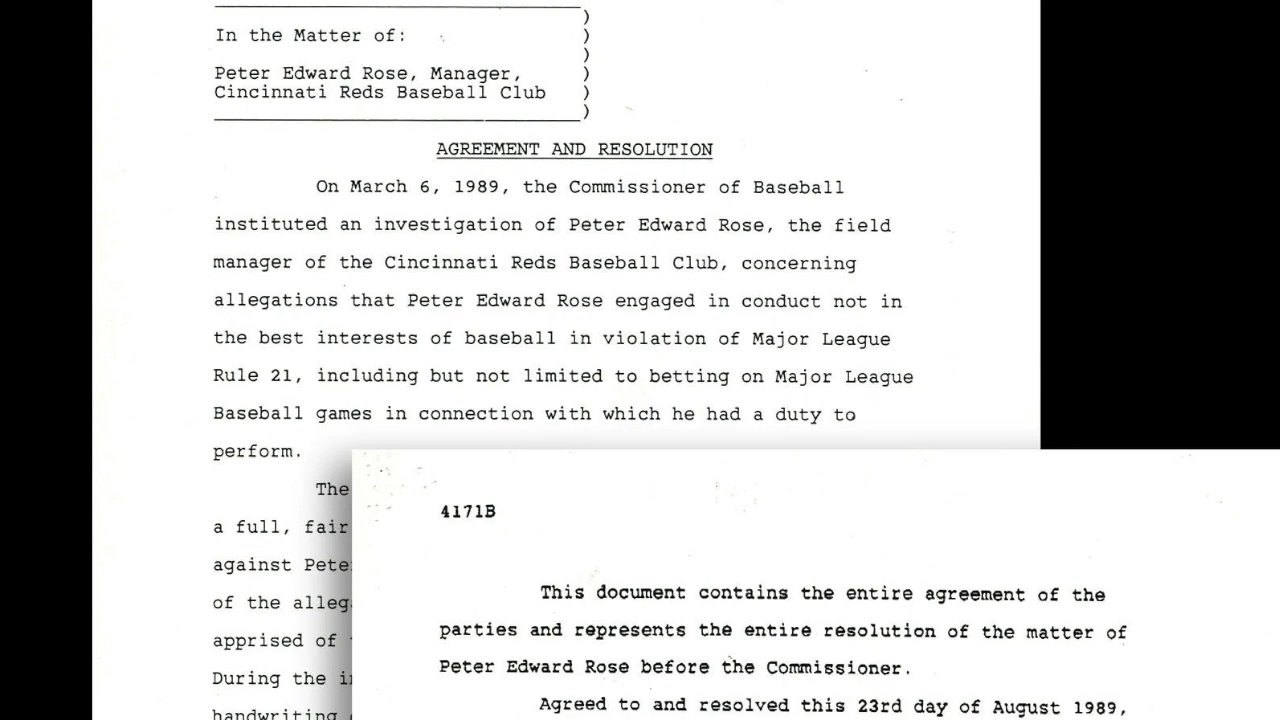 In the Matter of:
Peter Edward Rose, Manager,
Cincinnati Reds Baseball Club
AGREEMENT AND RESOLUTION
On March 6, 1989, the Commissioner of Baseball
instituted an investigation of Peter Edward Rose, the field
manager of the Cincinnati Reds Baseball Club, concerning
allegations that Peter Edward Rose engaged in conduct not in
the best interests of baseball in violation of Major League
Rule 21, including but not limited to betting on Major League
Baseball games in connection with which he had a duty to
perform.
The
a full, fair
against Pete
of the alleg
apprised of
During the i
handwriting
4171B
This document contains the entire agreement of the
parties and represents the entire resolution of the matter of
Peter Edward Rose before the Commissioner.
Agreed to and resolved this 23rd day of August 1989,